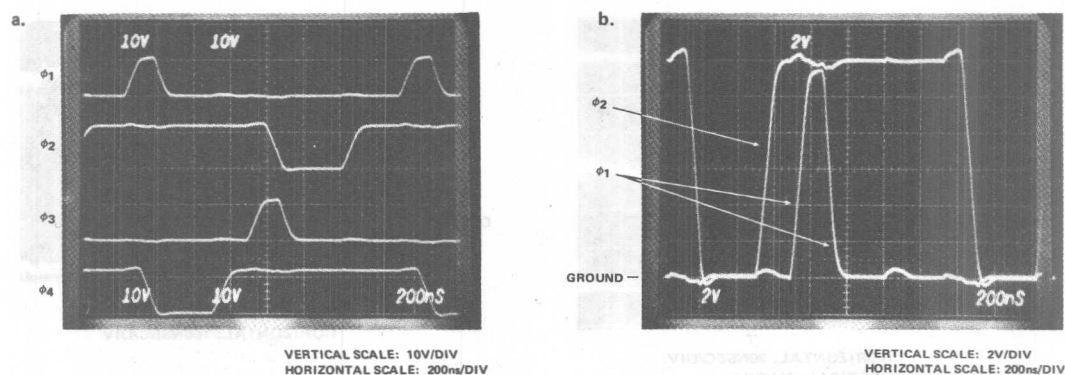 a.
10V 10V
ϕ1
ϕ2
ϕ3
ϕ4
10V 10V 200nS
VERTICAL SCALE: 10V/DIV
HORIZONTAL SCALE: 200ns/DIV
b.
2V
ϕ2
ϕ1
GROUND
2V 200nS
VERTICAL SCALE: 2V/DIV
HORIZONTAL SCALE: 200ns/DIV